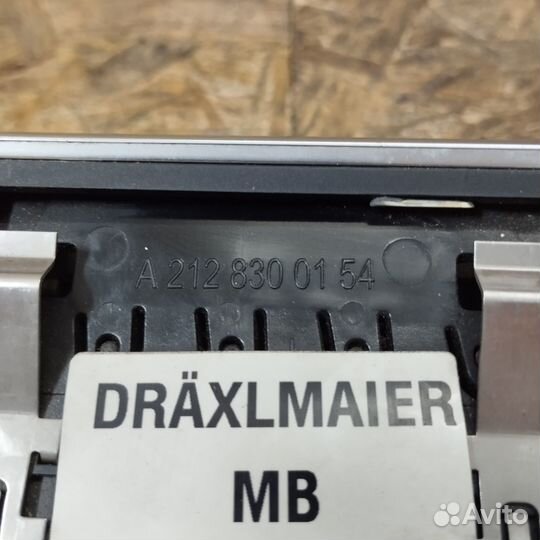 A 212 830 01 54
DRÄXLMAIER
MB
Avito